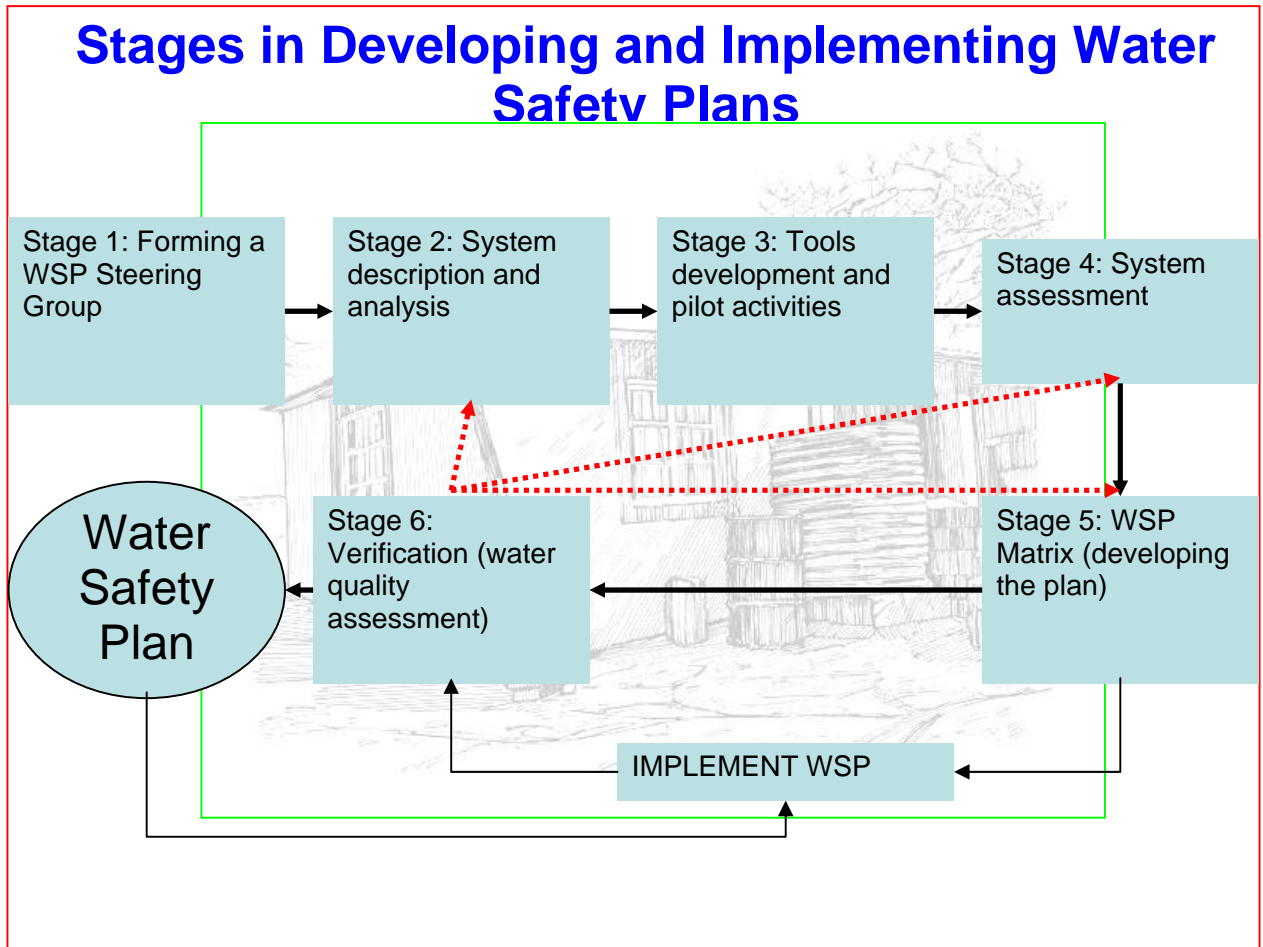 Stages in Developing and Implementing Water
Safety Plans
Stage 1: Forming a
WSP Steering
Group
Stage 2: System
description and
analysis
Stage 3: Tools
development and
pilot activities
Stage 4: System
assessment
Water
Safety
Plan
Stage 6:
Verification (water
quality
assessment)
Stage 5: WSP
Matrix (developing
the plan)
IMPLEMENT WSP